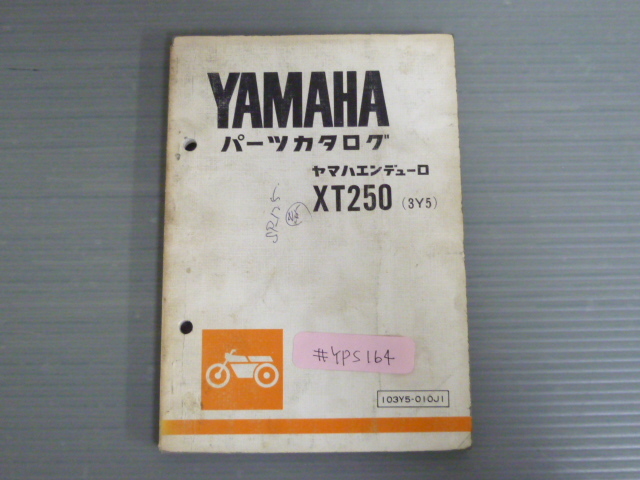 YAMAHA
パーツカタログ
ヤマハエンデューロ
XT250 (3Y5)
#YPS164
103Y5-010J1